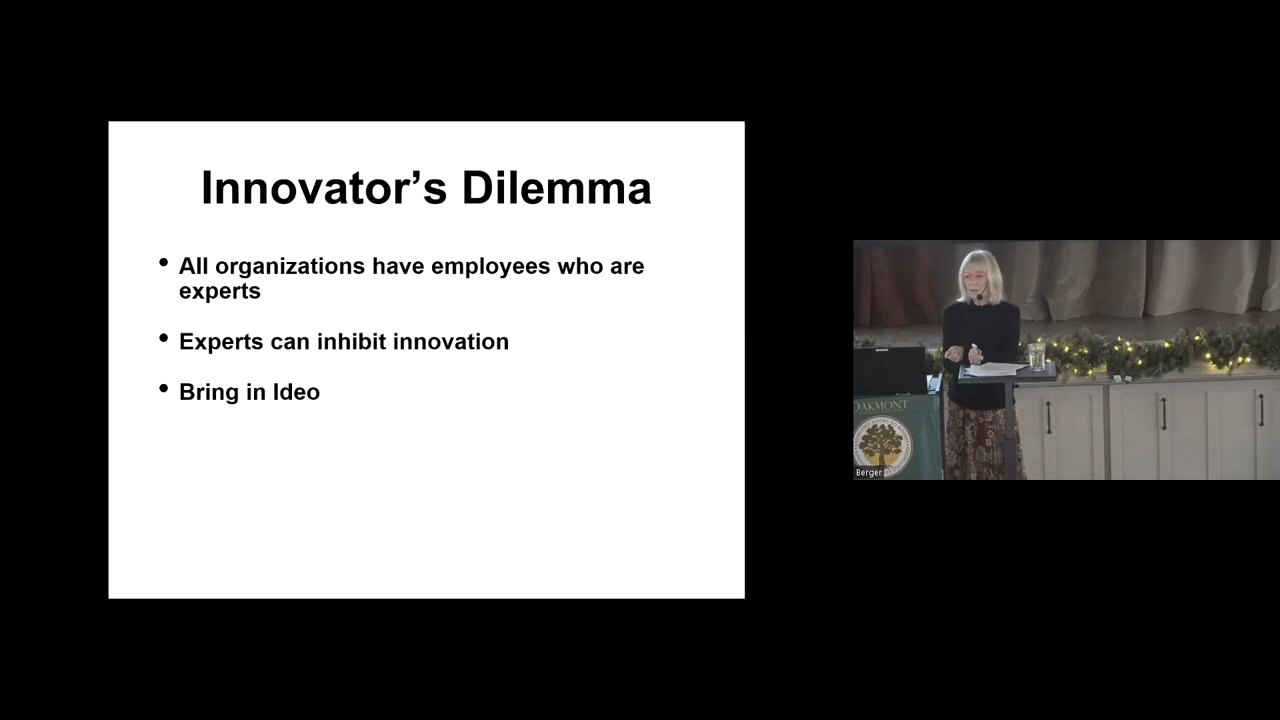 Innovator’s Dilemma
• All organizations have employees who are
experts
• Experts can inhibit innovation
• Bring in Ideo
OAKMONT
Berger